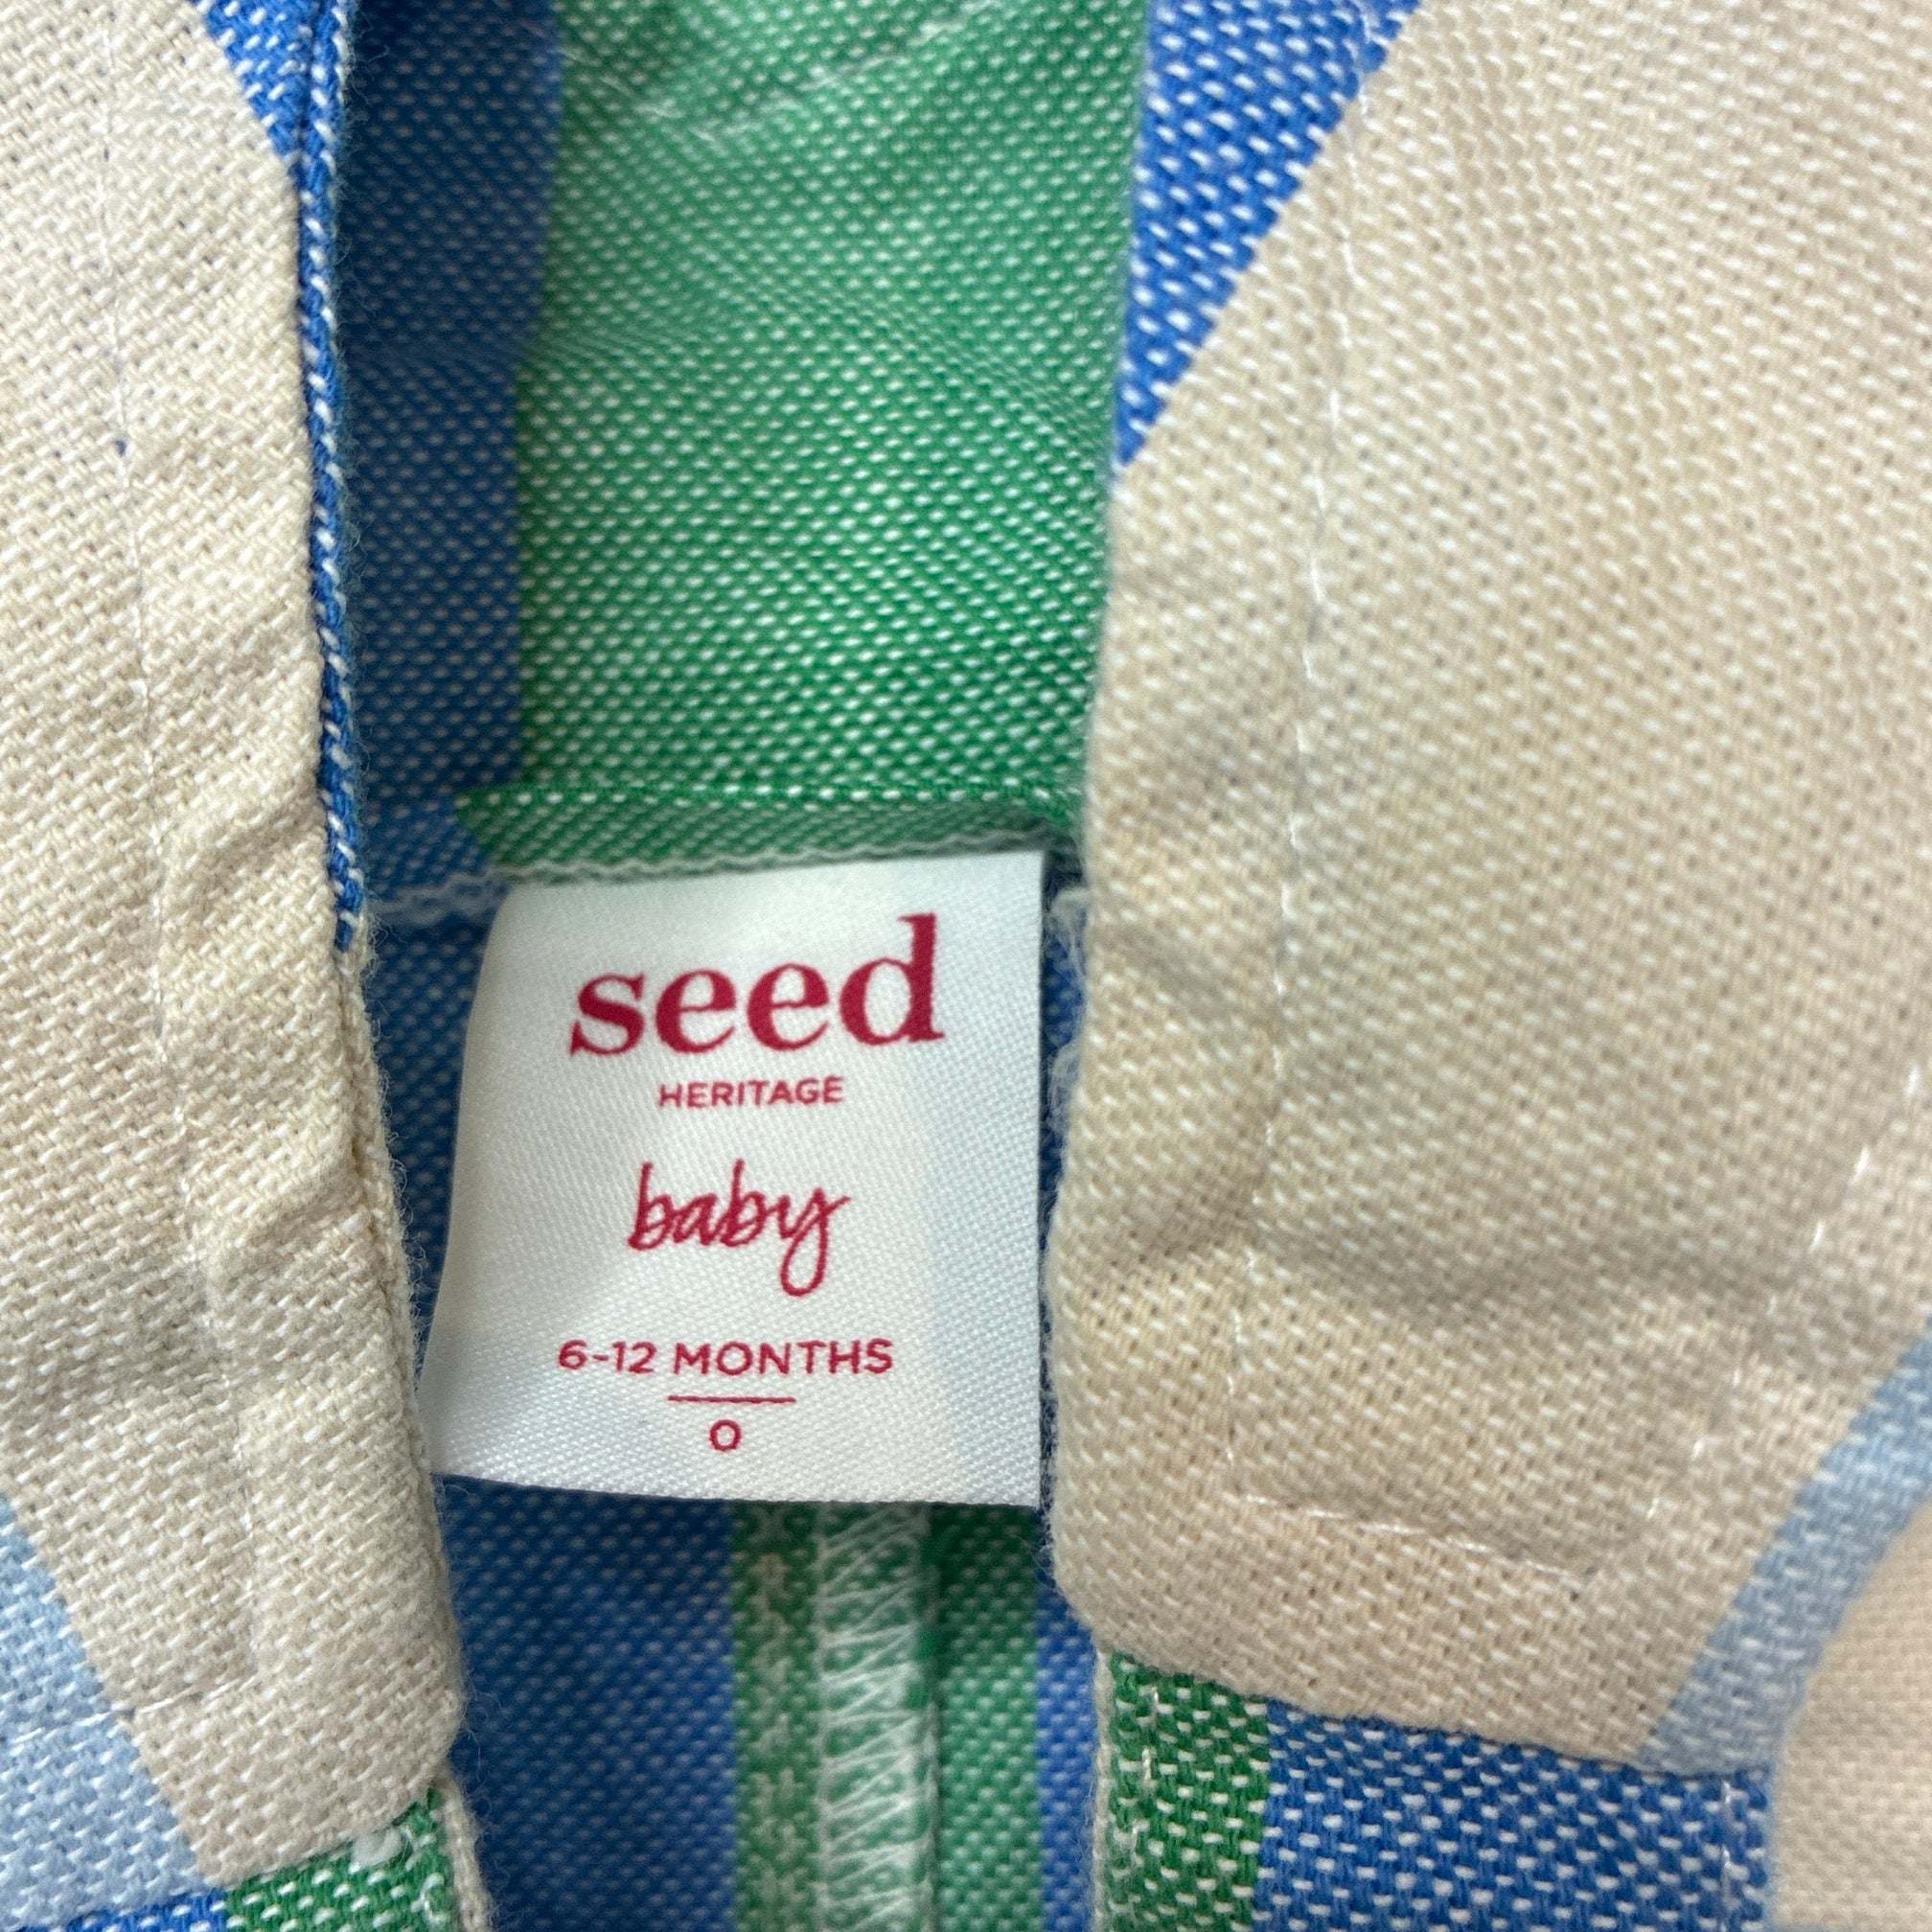 seed
HERITAGE
baby
6-12 MONTHS
0